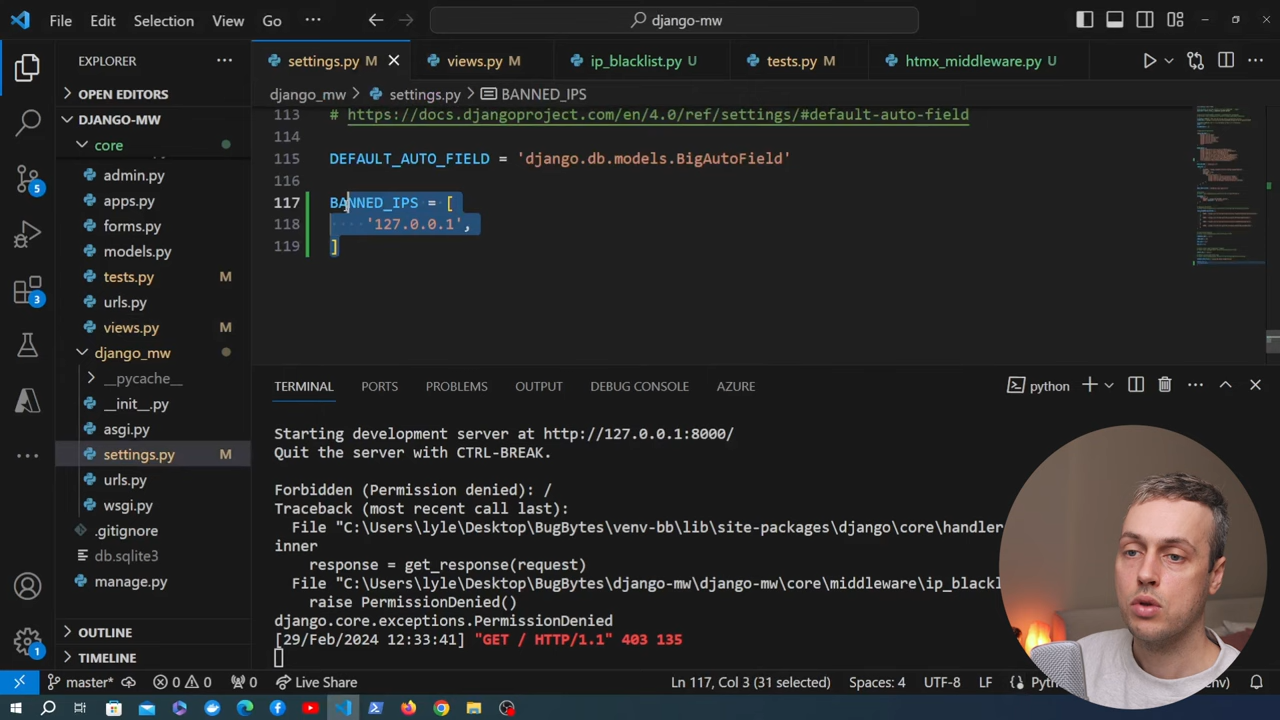 File Edit Selection View Go ··· django-mw
EXPLORER ···
settings.py M
views.py M
ip_blacklist.py U
tests.py M
htmx_middleware.py U
OPEN EDITORS
DJANGO-MW
core
admin.py
apps.py
forms.py
models.py
tests.py M
urls.py
views.py
django_mw
__pycache__
__init__.py
asgi.py
settings.py M
urls.py
wsgi.py
.gitignore
db.sqlite3
manage.py
OUTLINE
TIMELINE
5
3
1
django_mw > settings.py > BANNED_IPS
113 # https://docs.djangoproject.com/en/4.0/ref/settings/#default-auto-field
114
115 DEFAULT_AUTO_FIELD = 'django.db.models.BigAutoField'
116
117 BANNED_IPS = [
118 '127.0.0.1',
119 ]
TERMINAL PORTS PROBLEMS OUTPUT DEBUG CONSOLE AZURE python
Starting development server at http://127.0.0.1:8000/
Quit the server with CTRL-BREAK.
Forbidden (Permission denied): /
Traceback (most recent call last):
File "C:\Users\lyle\Desktop\BugBytes\venv-bb\lib\site-packages\django\core\handler
inner
response = get_response(request)
File "C:\Users\lyle\Desktop\BugBytes\django-mw\django-mw\core\middleware\ip_blackl
raise PermissionDenied()
django.core.exceptions.PermissionDenied
[29/Feb/2024 12:33:41] "GET / HTTP/1.1" 403 135
master* 0 0 0 Live Share Ln 117, Col 3 (31 selected) Spaces: 4 UTF-8 LF